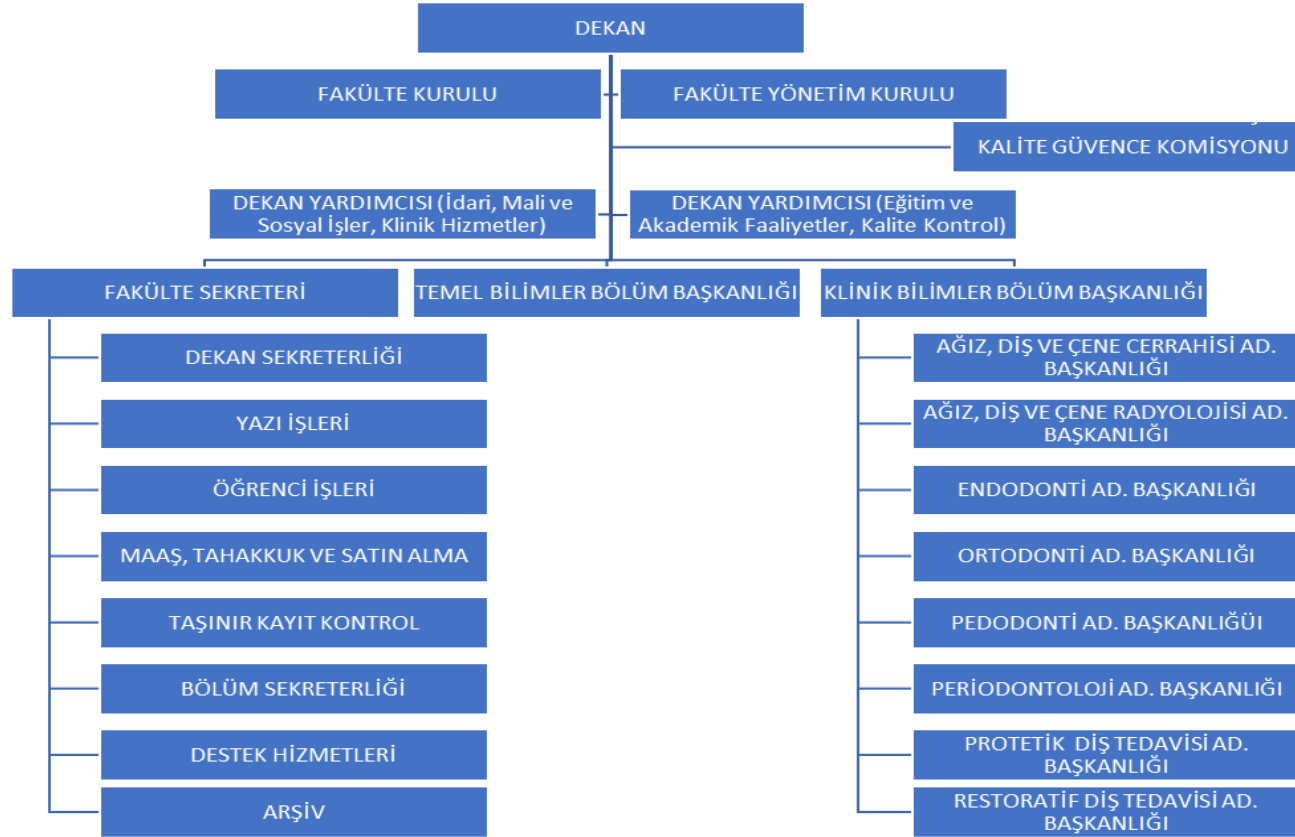 DEKAN
FAKÜLTE KURULU
FAKÜLTE YÖNETİM KURULU
KALİTE GÜVENCE KOMİSYONU
DEKAN YARDIMCISI (İdari, Mali ve
Sosyal İşler, Klinik Hizmetler)
DEKAN YARDIMCISI (Eğitim ve
Akademik Faaliyetler, Kalite Kontrol)
FAKÜLTE SEKRETERİ
TEMEL BİLİMLER BÖLÜM BAŞKANLIĞI
KLİNİK BİLİMLER BÖLÜM BAŞKANLIĞI
DEKAN SEKRETERLİĞİ
YAZI İŞLERİ
ÖĞRENCİ İŞLERİ
MAAŞ, TAHAKKUK VE SATIN ALMA
TAŞINIR KAYIT KONTROL
BÖLÜM SEKRETERLİĞİ
DESTEK HİZMETLERİ
ARŞİV
AĞIZ, DİŞ VE ÇENE CERRAHİSİ AD.
BAŞKANLIĞI
AĞIZ, DİŞ VE ÇENE RADYOLOJİSİ AD.
BAŞKANLIĞI
ENDODONTİ AD. BAŞKANLIĞI
ORTODONTİ AD. BAŞKANLIĞI
PEDODONTİ AD. BAŞKANLIĞÜI
PERİODONTOLOJİ AD. BAŞKANLIĞI
PROTETİK DİŞ TEDAVİSİ AD.
BAŞKANLIĞI
RESTORATİF DİŞ TEDAVİSİ AD.
BAŞKANLIĞI